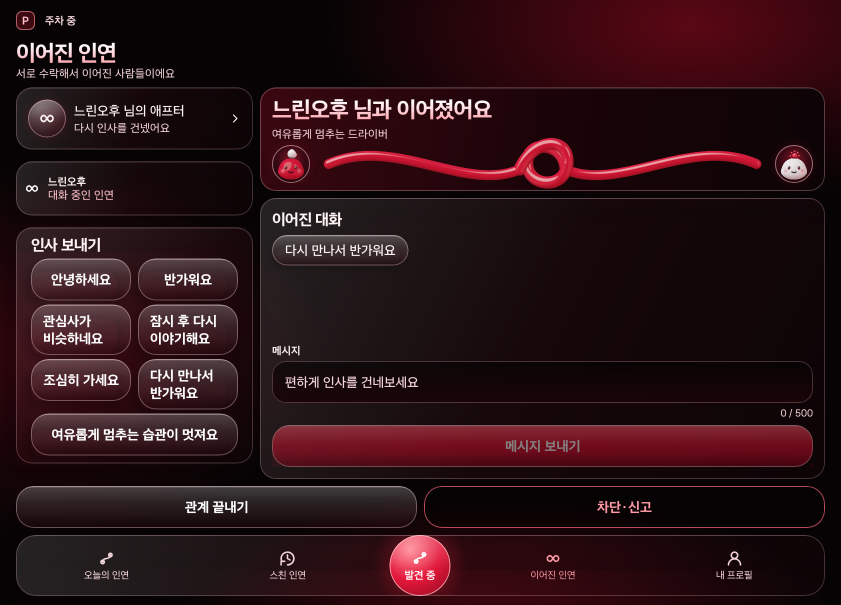 P 주차 중
이어진 인연
서로 수락해서 이어진 사람들이에요
느린오후 님의 애프터
다시 인사를 건넸어요
느린오후
대화 중인 인연
인사 보내기
안녕하세요
반가워요
관심사가
비슷하네요
잠시 후 다시
이야기해요
조심히 가세요
다시 만나서
반가워요
여유롭게 멈추는 습관이 멋져요
느린오후 님과 이어졌어요
여유롭게 멈추는 드라이버
이어진 대화
다시 만나서 반가워요
메시지
편하게 인사를 건네보세요
0 / 500
메시지 보내기
관계 끝내기
차단·신고
오늘의 인연
스친 인연
발견 중
이어진 인연
내 프로필